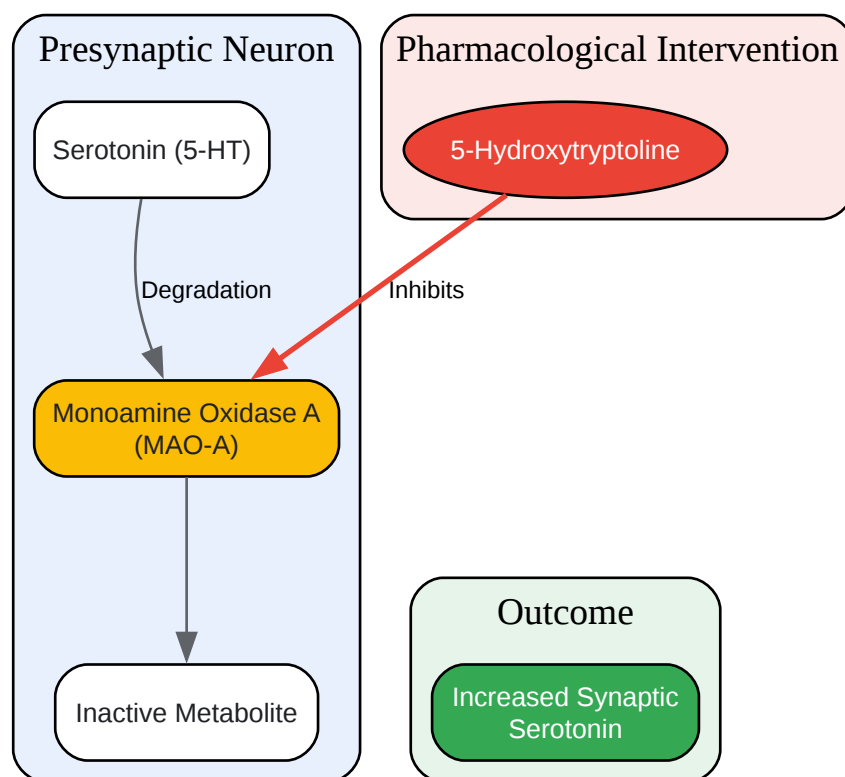 Presynaptic Neuron
Serotonin (5-HT)
Degradation
Monoamine Oxidase A
(MAO-A)
Inactive Metabolite
Pharmacological Intervention
5-Hydroxytryptoline
Inhibits
Outcome
Increased Synaptic
Serotonin